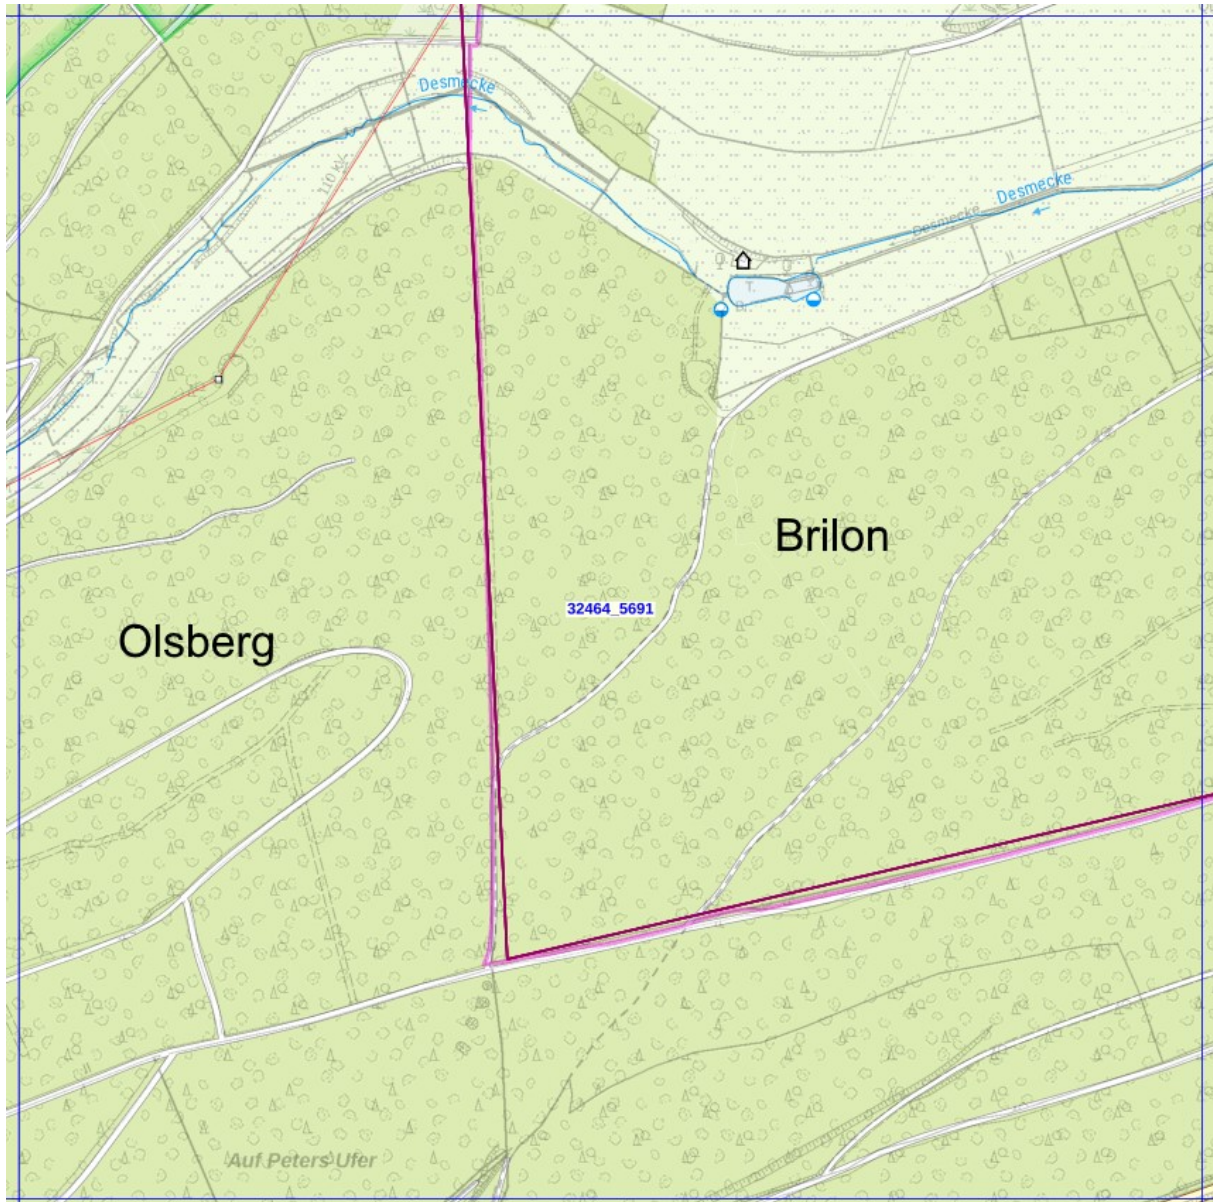 Desmecke
110 kV
Desmecke
Desmecke
T.
Brilon
32464_5691
Olsberg
Auf Peters Ufer